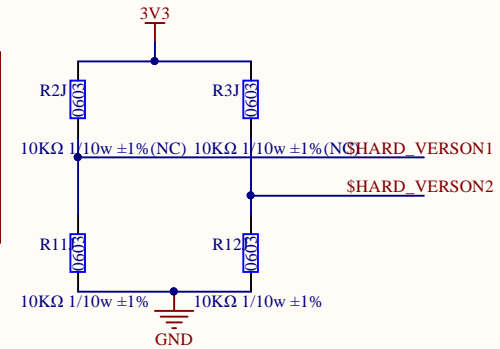 3V3
R2J
0603
R3J
0603
10KΩ 1/10w ±1%(NC)
10KΩ 1/10w ±1%(NC)
$HARD_VERSON1
$HARD_VERSON2
R11J
0603
R12J
0603
10KΩ 1/10w ±1%
10KΩ 1/10w ±1%
GND